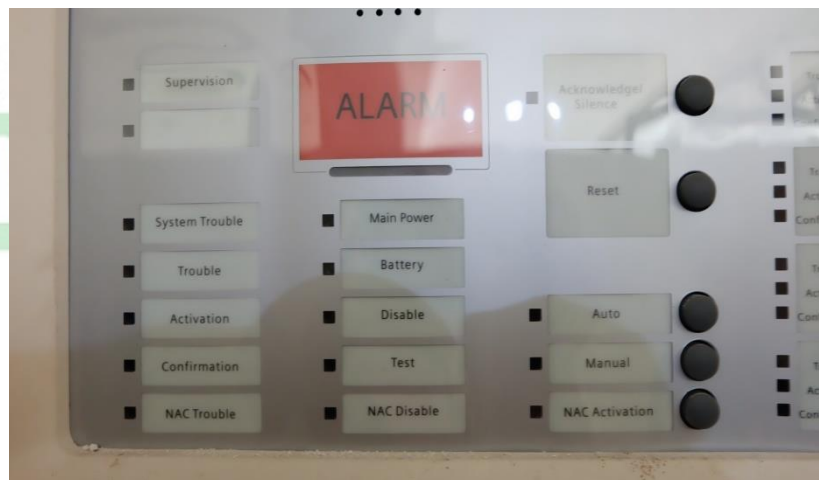 Supervision
ALARM
Acknowledgel
Silence
Reset
System Trouble
Main Power
Trouble
Battery
Activation
Disable
Auto
Confirmation
Test
Manual
NAC Trouble
NAC Disable
NAC Activation